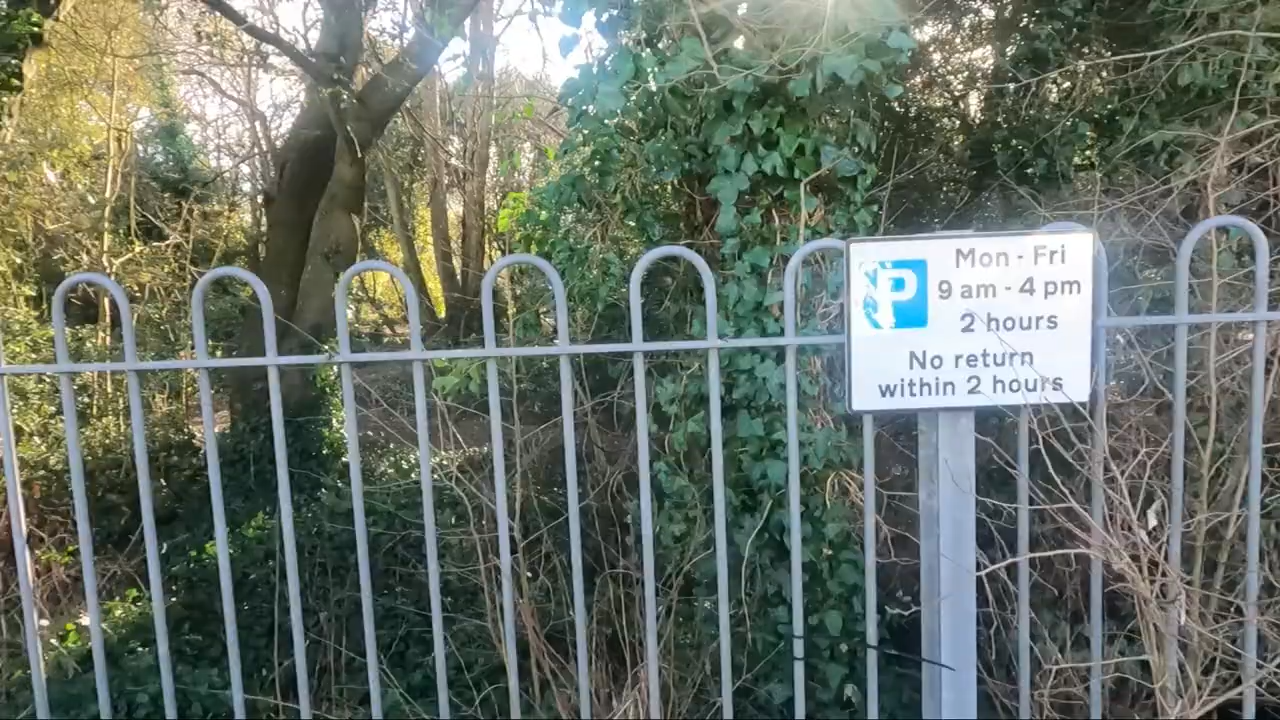 P
Mon - Fri
9 am - 4 pm
2 hours
No return
within 2 hours